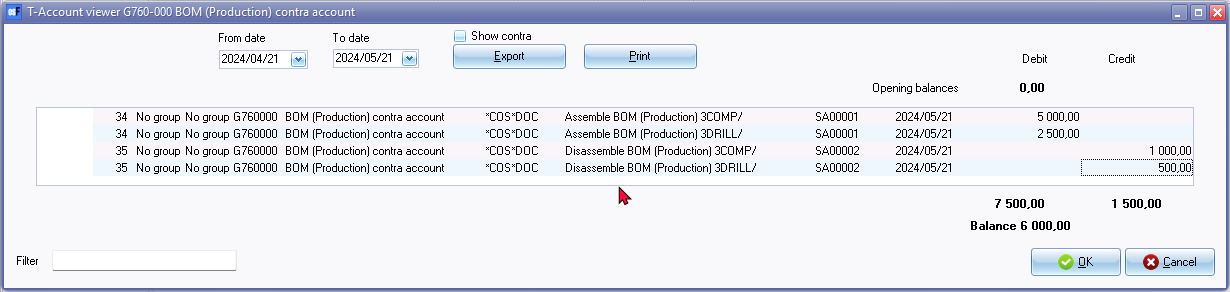 T-Account viewer G760-000 BOM (Production) contra account
From date To date Show contra
2024/04/21 2024/05/21 Export Print Debit Credit
Opening balances 0,00
34 No group No group G760000 BOM (Production) contra account *COS*DOC Assemble BOM (Production) 3COMP/ SA00001 2024/05/21 5 000,00
34 No group No group G760000 BOM (Production) contra account *COS*DOC Assemble BOM (Production) 3DRILL/ SA00001 2024/05/21 2 500,00
35 No group No group G760000 BOM (Production) contra account *COS*DOC Disassemble BOM (Production) 3COMP/ SA00002 2024/05/21 1 000,00
35 No group No group G760000 BOM (Production) contra account *COS*DOC Disassemble BOM (Production) 3DRILL/ SA00002 2024/05/21 500,00
7 500,00 1 500,00
Balance 6 000,00
Filter OK Cancel